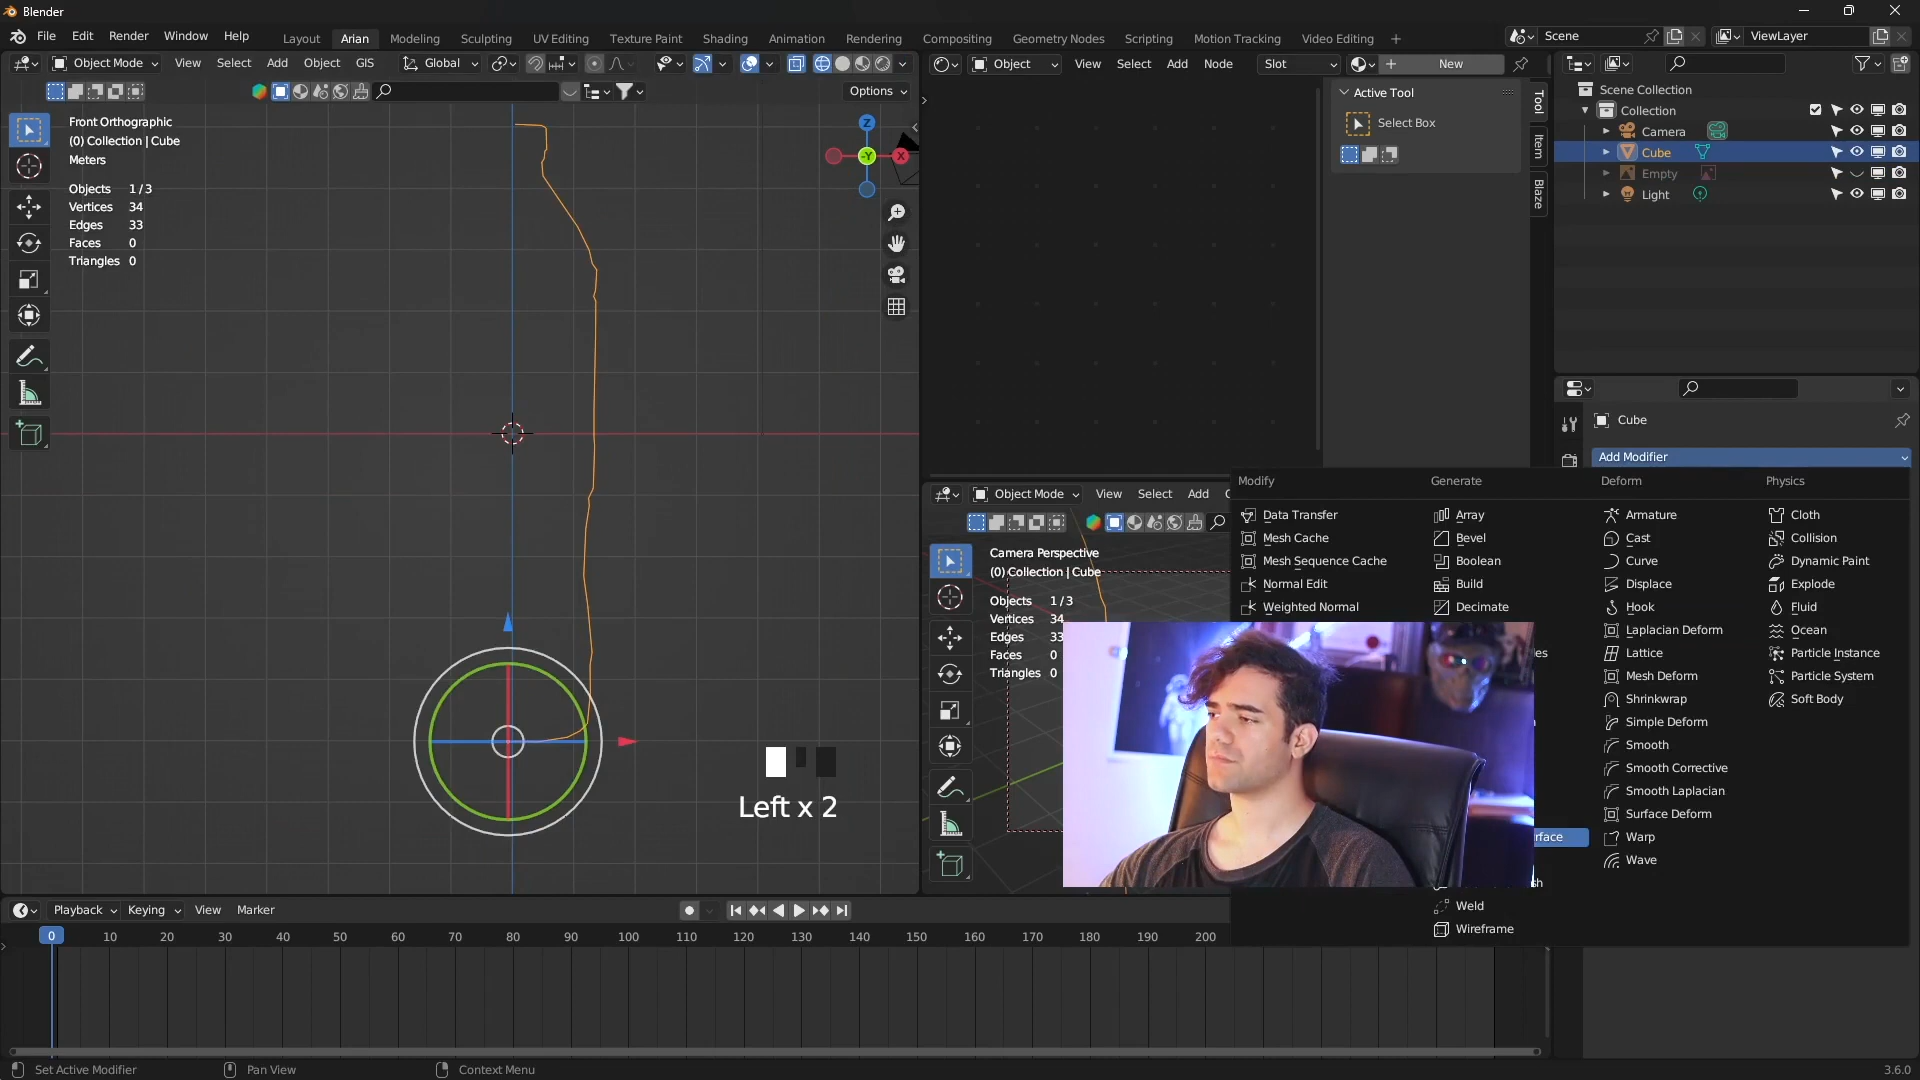 Blender
File Edit Render Window Help
Layout Arian Modeling Sculpting UV Editing Texture Paint Shading Animation Rendering Compositing Geometry Nodes Scripting Motion Tracking Video Editing +
Scene
ViewLayer
Object Mode View Select Add Object GIS Global
Options
Front Orthographic
(0) Collection | Cube
Meters
Objects 1/3
Vertices 34
Edges 33
Faces 0
Triangles 0
Z
-Y
X
Left x 2
Object View Select Add Node Slot New
Active Tool
Select Box
Tool
Item
Blaze
Scene Collection
Collection
Camera
Cube
Empty
Light
Cube
Add Modifier
Object Mode View Select Add
Camera Perspective
(0) Collection | Cube
Objects 1/3
Vertices 34
Edges 33
Faces 0
Triangles 0
Modify
Data Transfer
Mesh Cache
Mesh Sequence Cache
Normal Edit
Weighted Normal
Generate
Array
Bevel
Boolean
Build
Decimate
Weld
Wireframe
Deform
Armature
Cast
Curve
Displace
Hook
Laplacian Deform
Lattice
Mesh Deform
Shrinkwrap
Simple Deform
Smooth
Smooth Corrective
Smooth Laplacian
Surface Deform
Warp
Wave
Physics
Cloth
Collision
Dynamic Paint
Explode
Fluid
Ocean
Particle Instance
Particle System
Soft Body
Playback Keying View Marker
0 10 20 30 40 50 60 70 80 90 100 110 120 130 140 150 160 170 180 190 200
Set Active Modifier
Pan View
Context Menu
3.6.0